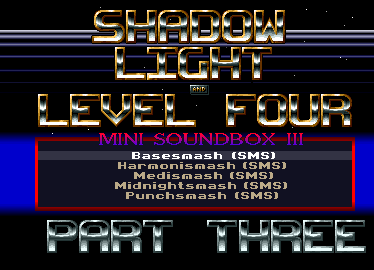 SHADOW
LIGHT
AND
LEVEL FOUR
MINI SOUNDBOX III
Basesmash (SMS)
Harmonismash (SMS)
Medismash (SMS)
Midnightsmash (SMS)
Punchsmash (SMS)
PART THREE